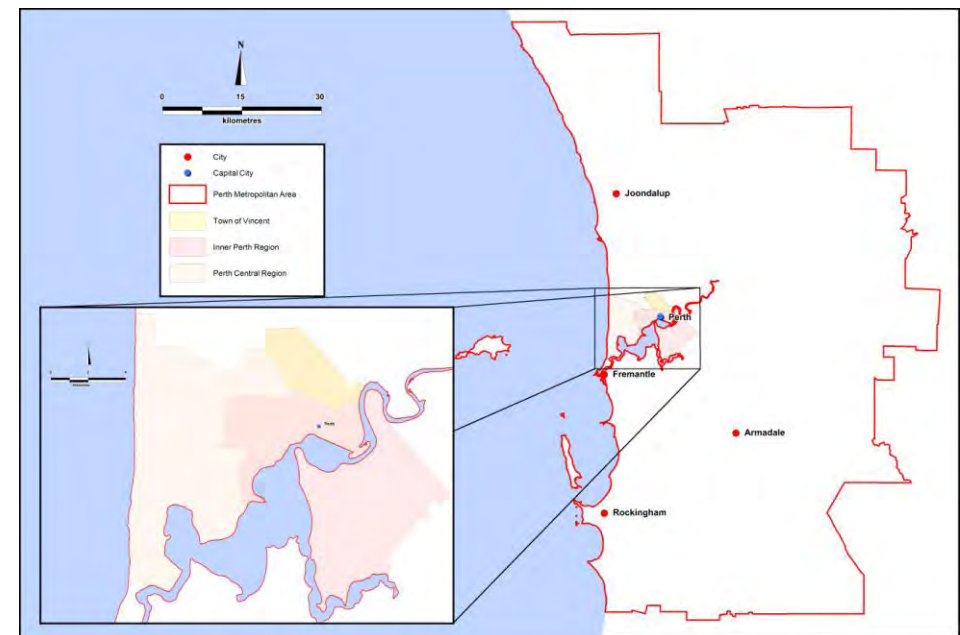 N
0 15 30
kilometres
City
Capital City
Perth Metropolitan Area
Town of Vincent
Inner Perth Region
Perth Central Region
Joondalup
Perth
Fremantle
Armadale
Rockingham
Perth